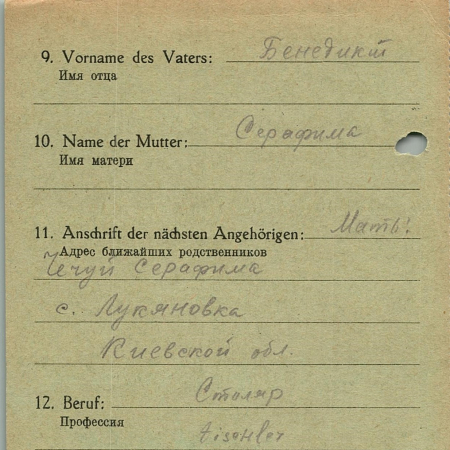 9. Vorname des Vaters: Бенедикт
Имя отца
10. Name der Mutter: Серафима
Имя матери
11. Anschrift der nächsten Angehörigen: Мать:
Адрес ближайших родственников
Чечуй Серафима
с. Лукяновка
Киевской обл.
12. Beruf: Столяр
Профессия
tischler